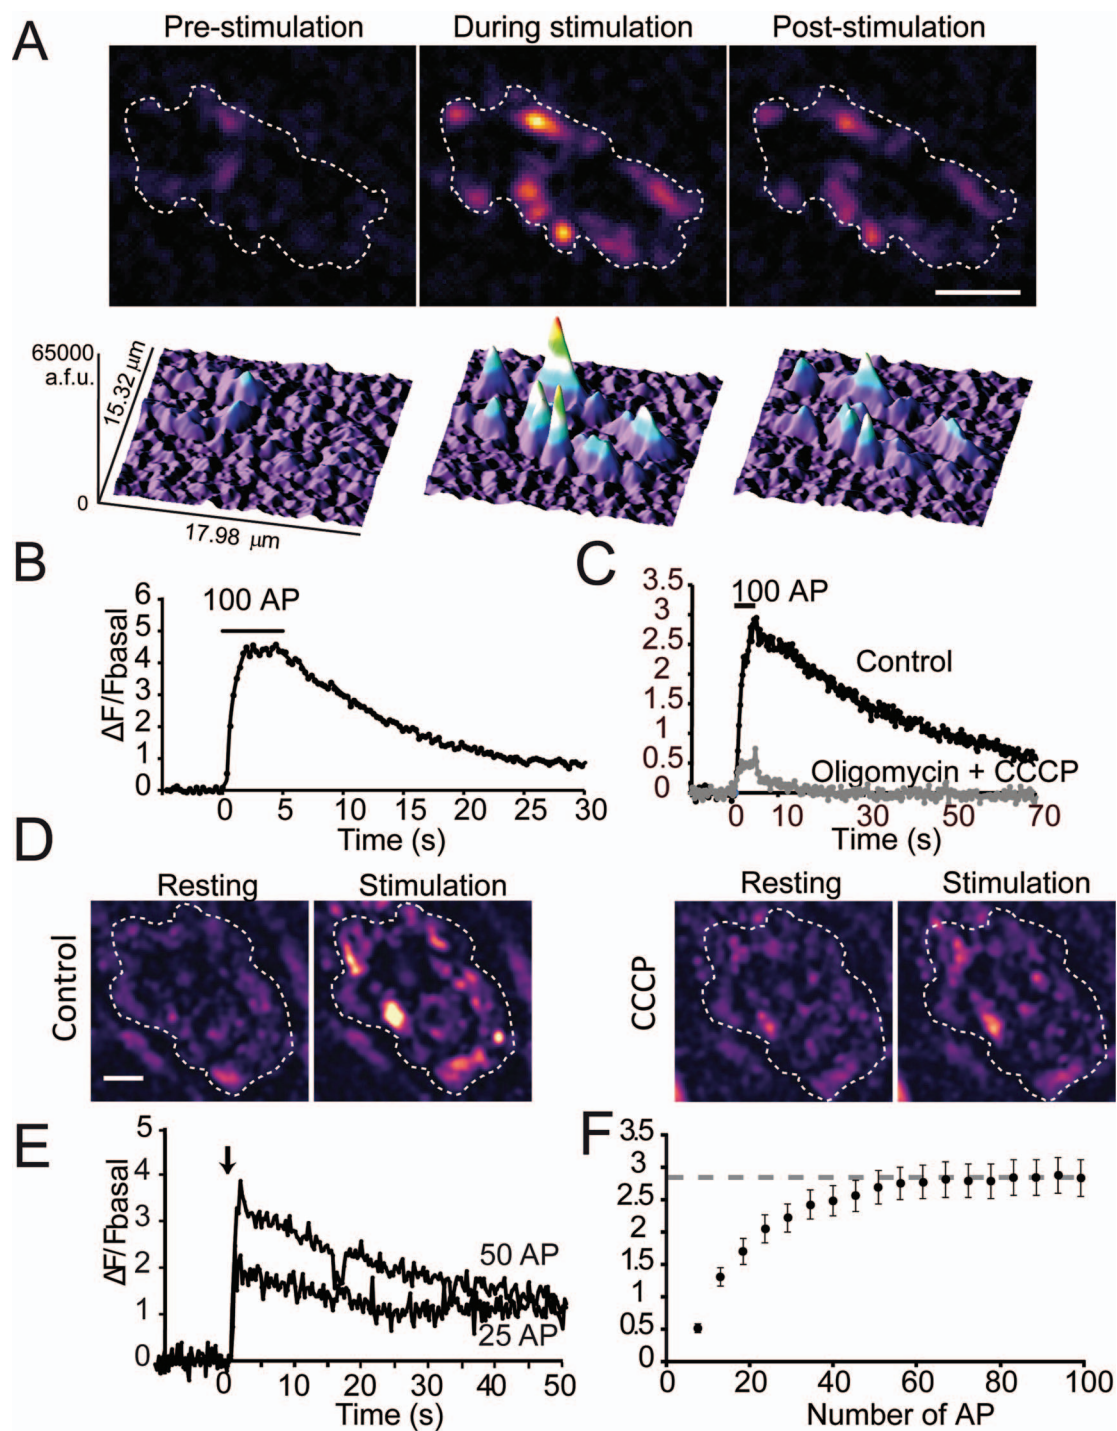 A
Pre-stimulation
During stimulation
Post-stimulation
65000
a.f.u.
15.32 µm
0
17.98 µm
B
6
5
4
3
2
1
0
ΔF/Fbasal
100 AP
0
5
10
15
20
25
30
Time (s)
C
3.5
3
2.5
2
1.5
1
0.5
0
100 AP
Control
Oligomycin + CCCP
0
10
30
50
70
Time (s)
D
Resting
Stimulation
Control
Resting
Stimulation
CCCP
E
5
4
3
2
1
0
ΔF/Fbasal
50 AP
25 AP
0
10
20
30
40
50
Time (s)
F
3.5
3
2.5
2
1.5
1
0.5
0
0
20
40
60
80
100
Number of AP